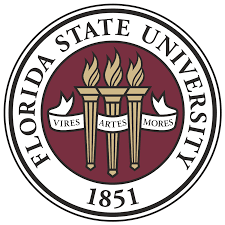 FLORIDA STATE UNIVERSITY
VIRES ARTES MORES
1851